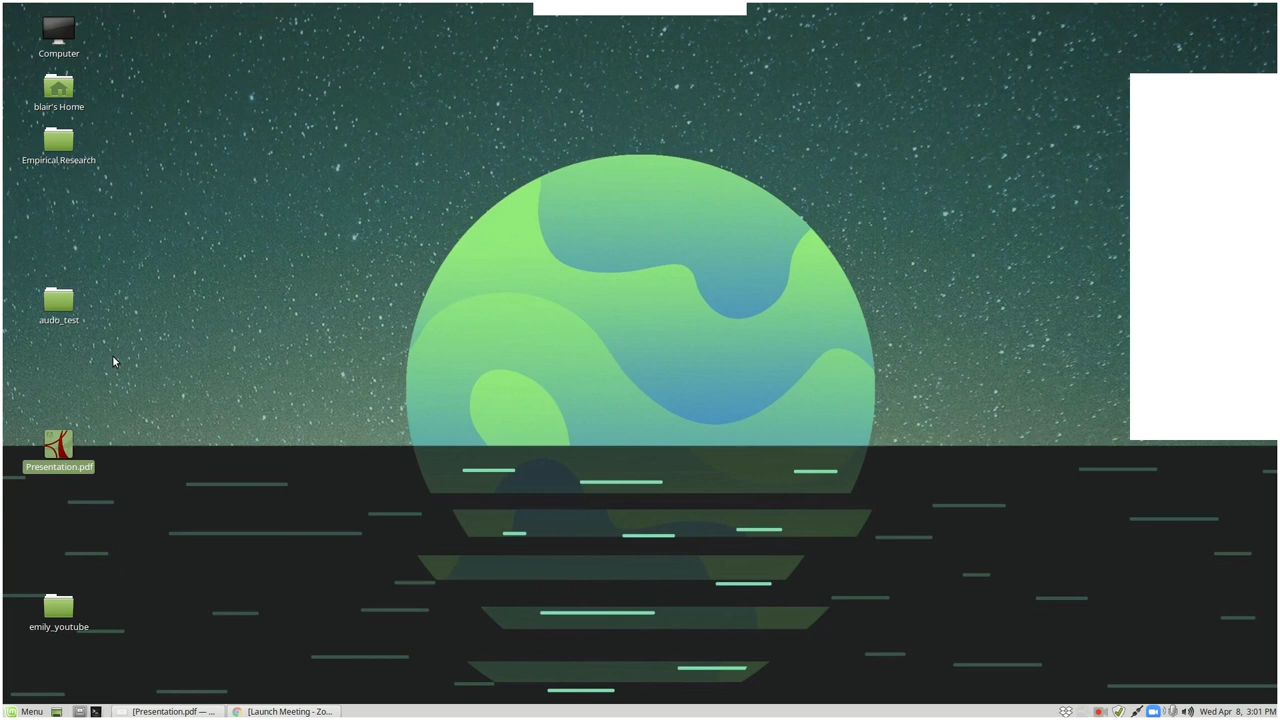 Computer
blair's Home
Empirical Research
audo_test
Presentation.pdf
emily_youtube
Menu
[Presentation.pdf — ...
[Launch Meeting - Zo...
Wed Apr 8, 3:01 PM